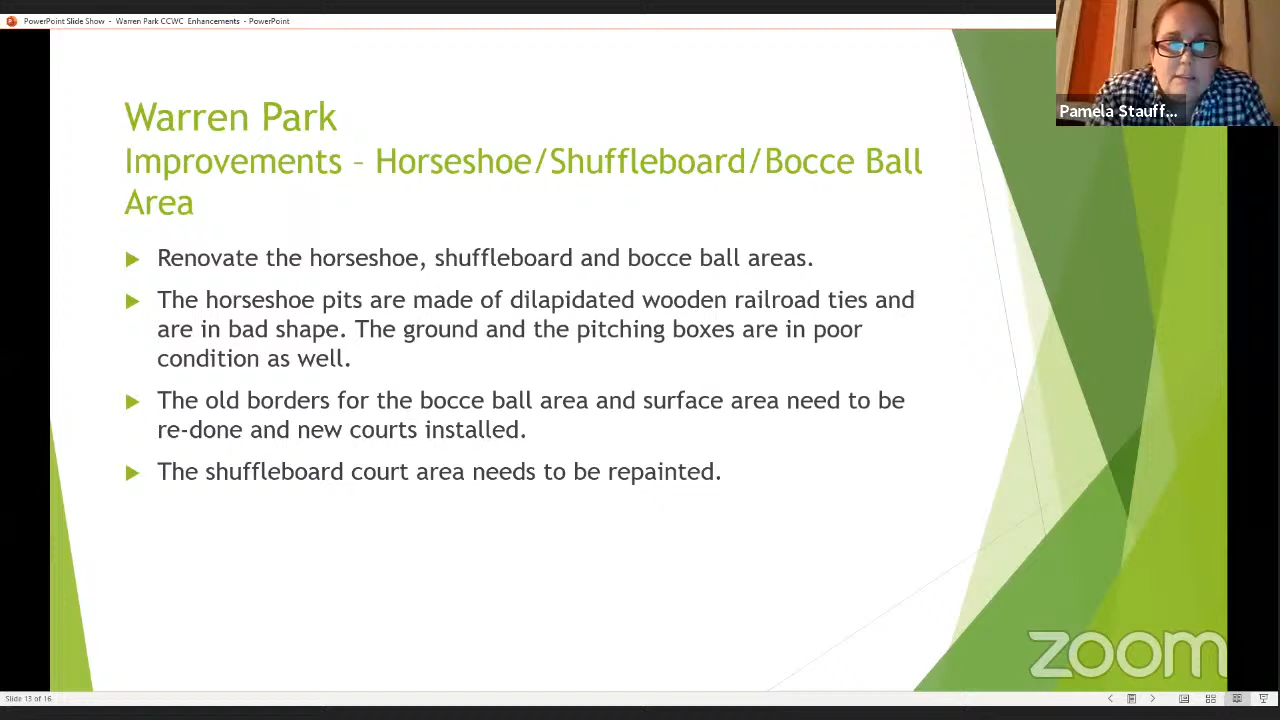 PowerPoint Slide Show - Warren Park CCWC Enhancements - PowerPoint
Pamela Stauff...
Warren Park
Improvements – Horseshoe/Shuffleboard/Bocce Ball
Area
Renovate the horseshoe, shuffleboard and bocce ball areas.
The horseshoe pits are made of dilapidated wooden railroad ties and
are in bad shape. The ground and the pitching boxes are in poor
condition as well.
The old borders for the bocce ball area and surface area need to be
re-done and new courts installed.
The shuffleboard court area needs to be repainted.
zoom
Slide 13 of 16